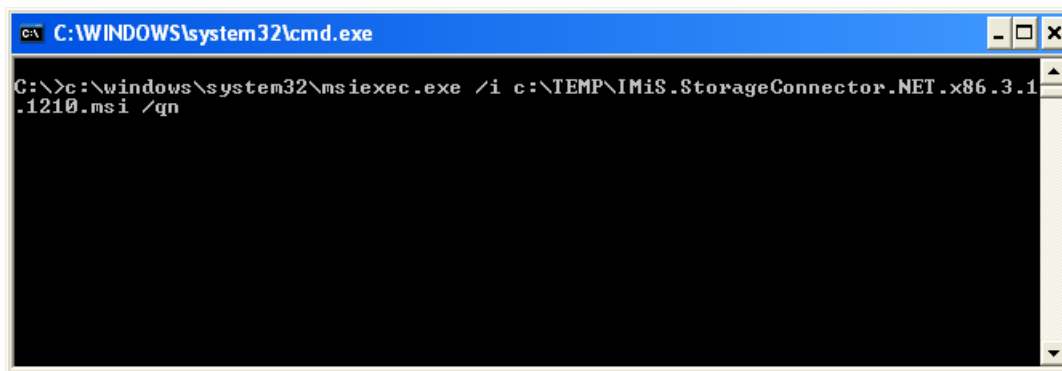 C:\WINDOWS\system32\cmd.exe
C:\>c:\windows\system32\msiexec.exe /i c:\TEMP\IMiS.StorageConnector.NET.x86.3.1
.1210.msi /qn